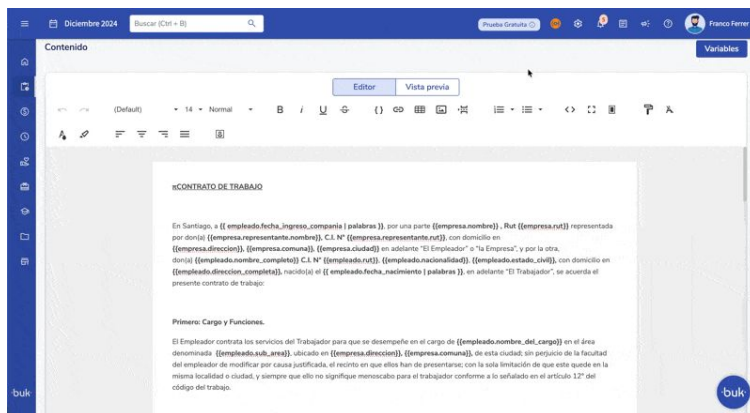 Diciembre 2024
Buscar (Ctrl + B)
Prueba Gratuita
Franco Ferrer
Contenido
Variables
Editor
Vista previa
(Default)
14
Normal
B
i
U
S
{}
nCONTRATO DE TRABAJO
En Santiago, a {{ empleado.fecha_ingreso_compania | palabras }}, por una parte {{empresa.nombre}} , Rut {{empresa.rut}} representada
por don(a) {{empresa.representante.nombre}}, C.I. N° {{empresa.representante.rut}}, con domicilio en
{{empresa.direccion}}, {{empresa.comuna}}, {{empresa.ciudad}} en adelante "El Empleador" o "la Empresa", y por la otra,
don(a) {{empleado.nombre_completo}} C.I. N° {{empleado.rut}}, {{empleado.nacionalidad}}, {{empleado.estado_civil}}, con domicilio en
{{empleado.direccion_completa}}, nacido(a) el {{ empleado.fecha_nacimiento | palabras }}, en adelante "El Trabajador", se acuerda el
presente contrato de trabajo:
Primero: Cargo y Funciones.
El Empleador contrata los servicios del Trabajador para que se desempeñe en el cargo de {{empleado.nombre_del_cargo}} en el área
denominada {{empleado.sub_area}}, ubicado en {{empresa.direccion}}, {{empresa.comuna}}, de esta ciudad; sin perjuicio de la facultad
del empleador de modificar por causa justificada, el recinto en que ellos han de presentarse; con la sola limitación de que este quede en la
misma localidad o ciudad, y siempre que ello no signifique menoscabo para el trabajador conforme a lo señalado en el artículo 12° del
código del trabajo.
buk
buk